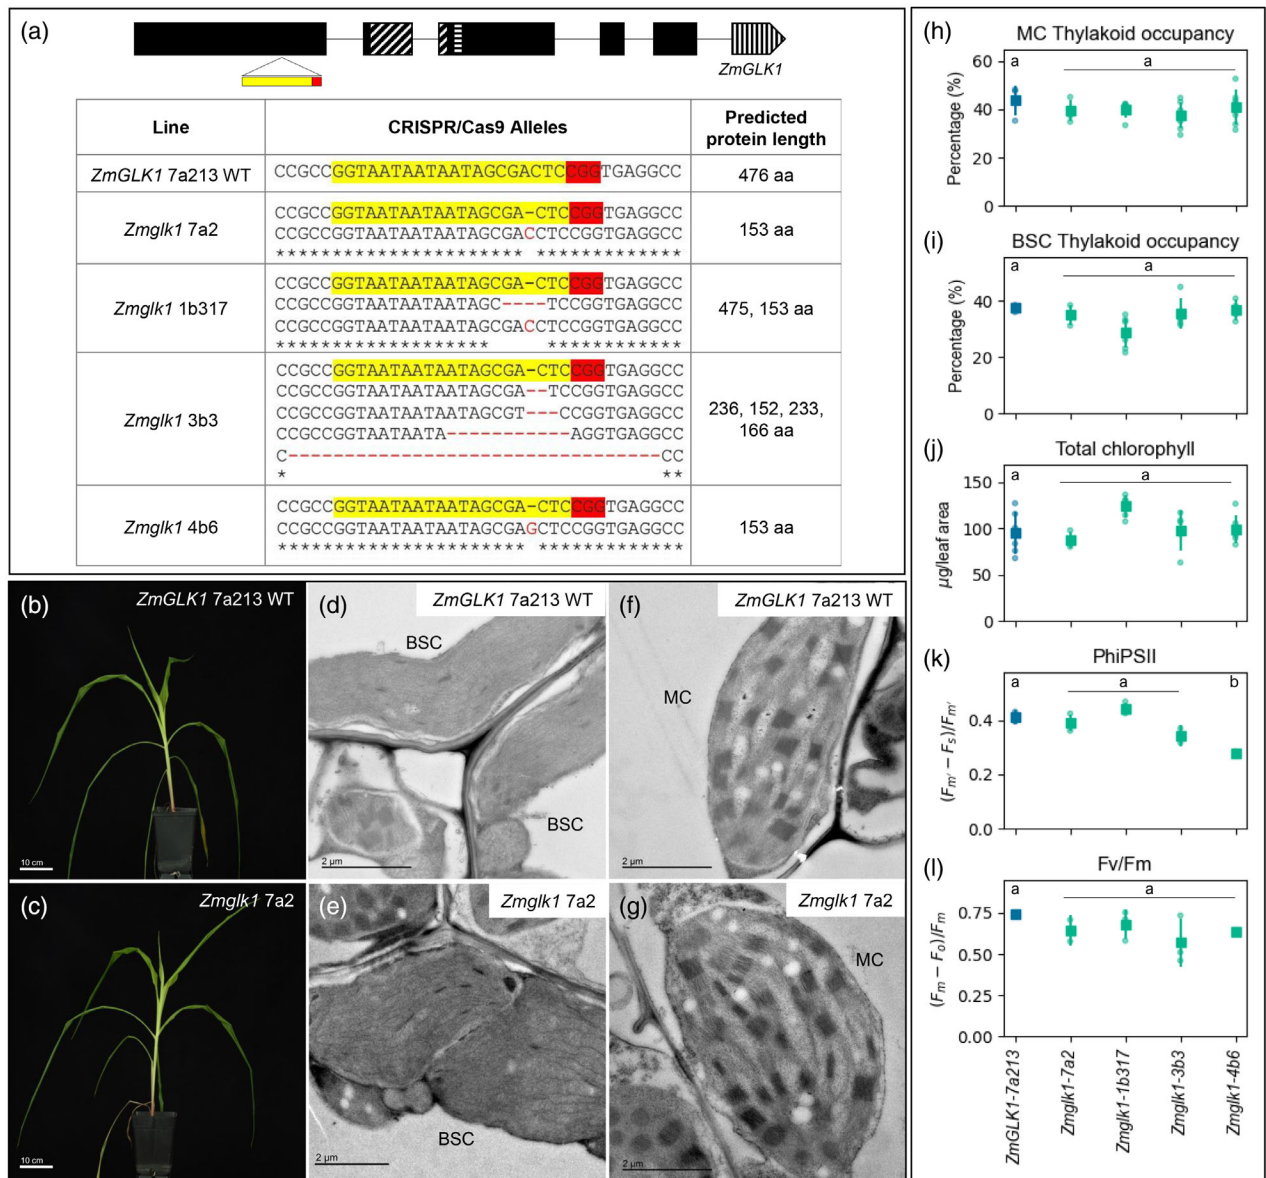 (a)
ZmGLK1
Line
CRISPR/Cas9 Alleles
Predicted protein length
ZmGLK1 7a213 WT
CCGCCGGTAATAATAATAGCGACTCCGGTGAGGCC
476 aa
Zmglk1 7a2
CCGCCGGTAATAATAATAGCGA-CTCCGGTGAGGCC
CCGCCGGTAATAATAATAGCGACCTCCGGTGAGGCC
********************** *************
153 aa
Zmglk1 1b317
CCGCCGGTAATAATAATAGCGA-CTCCGGTGAGGCC
CCGCCGGTAATAATAATAGC----TCCGGTGAGGCC
CCGCCGGTAATAATAATAGCGACCTCCGGTGAGGCC
******************** ************
475, 153 aa
Zmglk1 3b3
CCGCCGGTAATAATAATAGCGA-CTCCGGTGAGGCC
CCGCCGGTAATAATAATAGCGA--TCCGGTGAGGCC
CCGCCGGTAATAATAATAGCGT---CCGGTGAGGCC
CCGCCGGTAATAATA-----------AGGTGAGGCC
C---------------------------------CC
* **
236, 152, 233,
166 aa
Zmglk1 4b6
CCGCCGGTAATAATAATAGCGA-CTCCGGTGAGGCC
CCGCCGGTAATAATAATAGCGAGCTCCGGTGAGGCC
********************** *************
153 aa
(b)
ZmGLK1 7a213 WT
10 cm
(d)
ZmGLK1 7a213 WT
BSC
BSC
2 µm
(f)
ZmGLK1 7a213 WT
MC
2 µm
(c)
Zmglk1 7a2
10 cm
(e)
Zmglk1 7a2
BSC
2 µm
(g)
Zmglk1 7a2
MC
2 µm
(h)
MC Thylakoid occupancy
Percentage (%)
60
40
20
0
a
a
(i)
BSC Thylakoid occupancy
Percentage (%)
40
20
0
a
a
(j)
Total chlorophyll
µg/leaf area
150
100
50
0
a
a
(k)
PhiPSII
(Fm′ − Fs)/Fm′
0.4
0.2
0.0
a
a
b
(l)
Fv/Fm
(Fm − Fo)/Fm
0.75
0.50
0.25
0.00
a
a
ZmGLK1-7a213
Zmglk1-7a2
Zmglk1-1b317
Zmglk1-3b3
Zmglk1-4b6